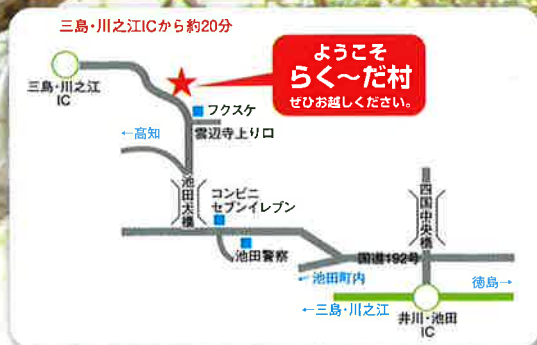 三島・川之江ICから約20分
ようこそ
らく～だ村
ぜひお越しください。
三島・川之江
IC
フクスケ
←高知
雲辺寺上り口
池田大橋
コンビニ
セブンイレブン
四国中央橋
池田警察
国道192号
←池田町内
徳島→
←三島・川之江
井川・池田
IC